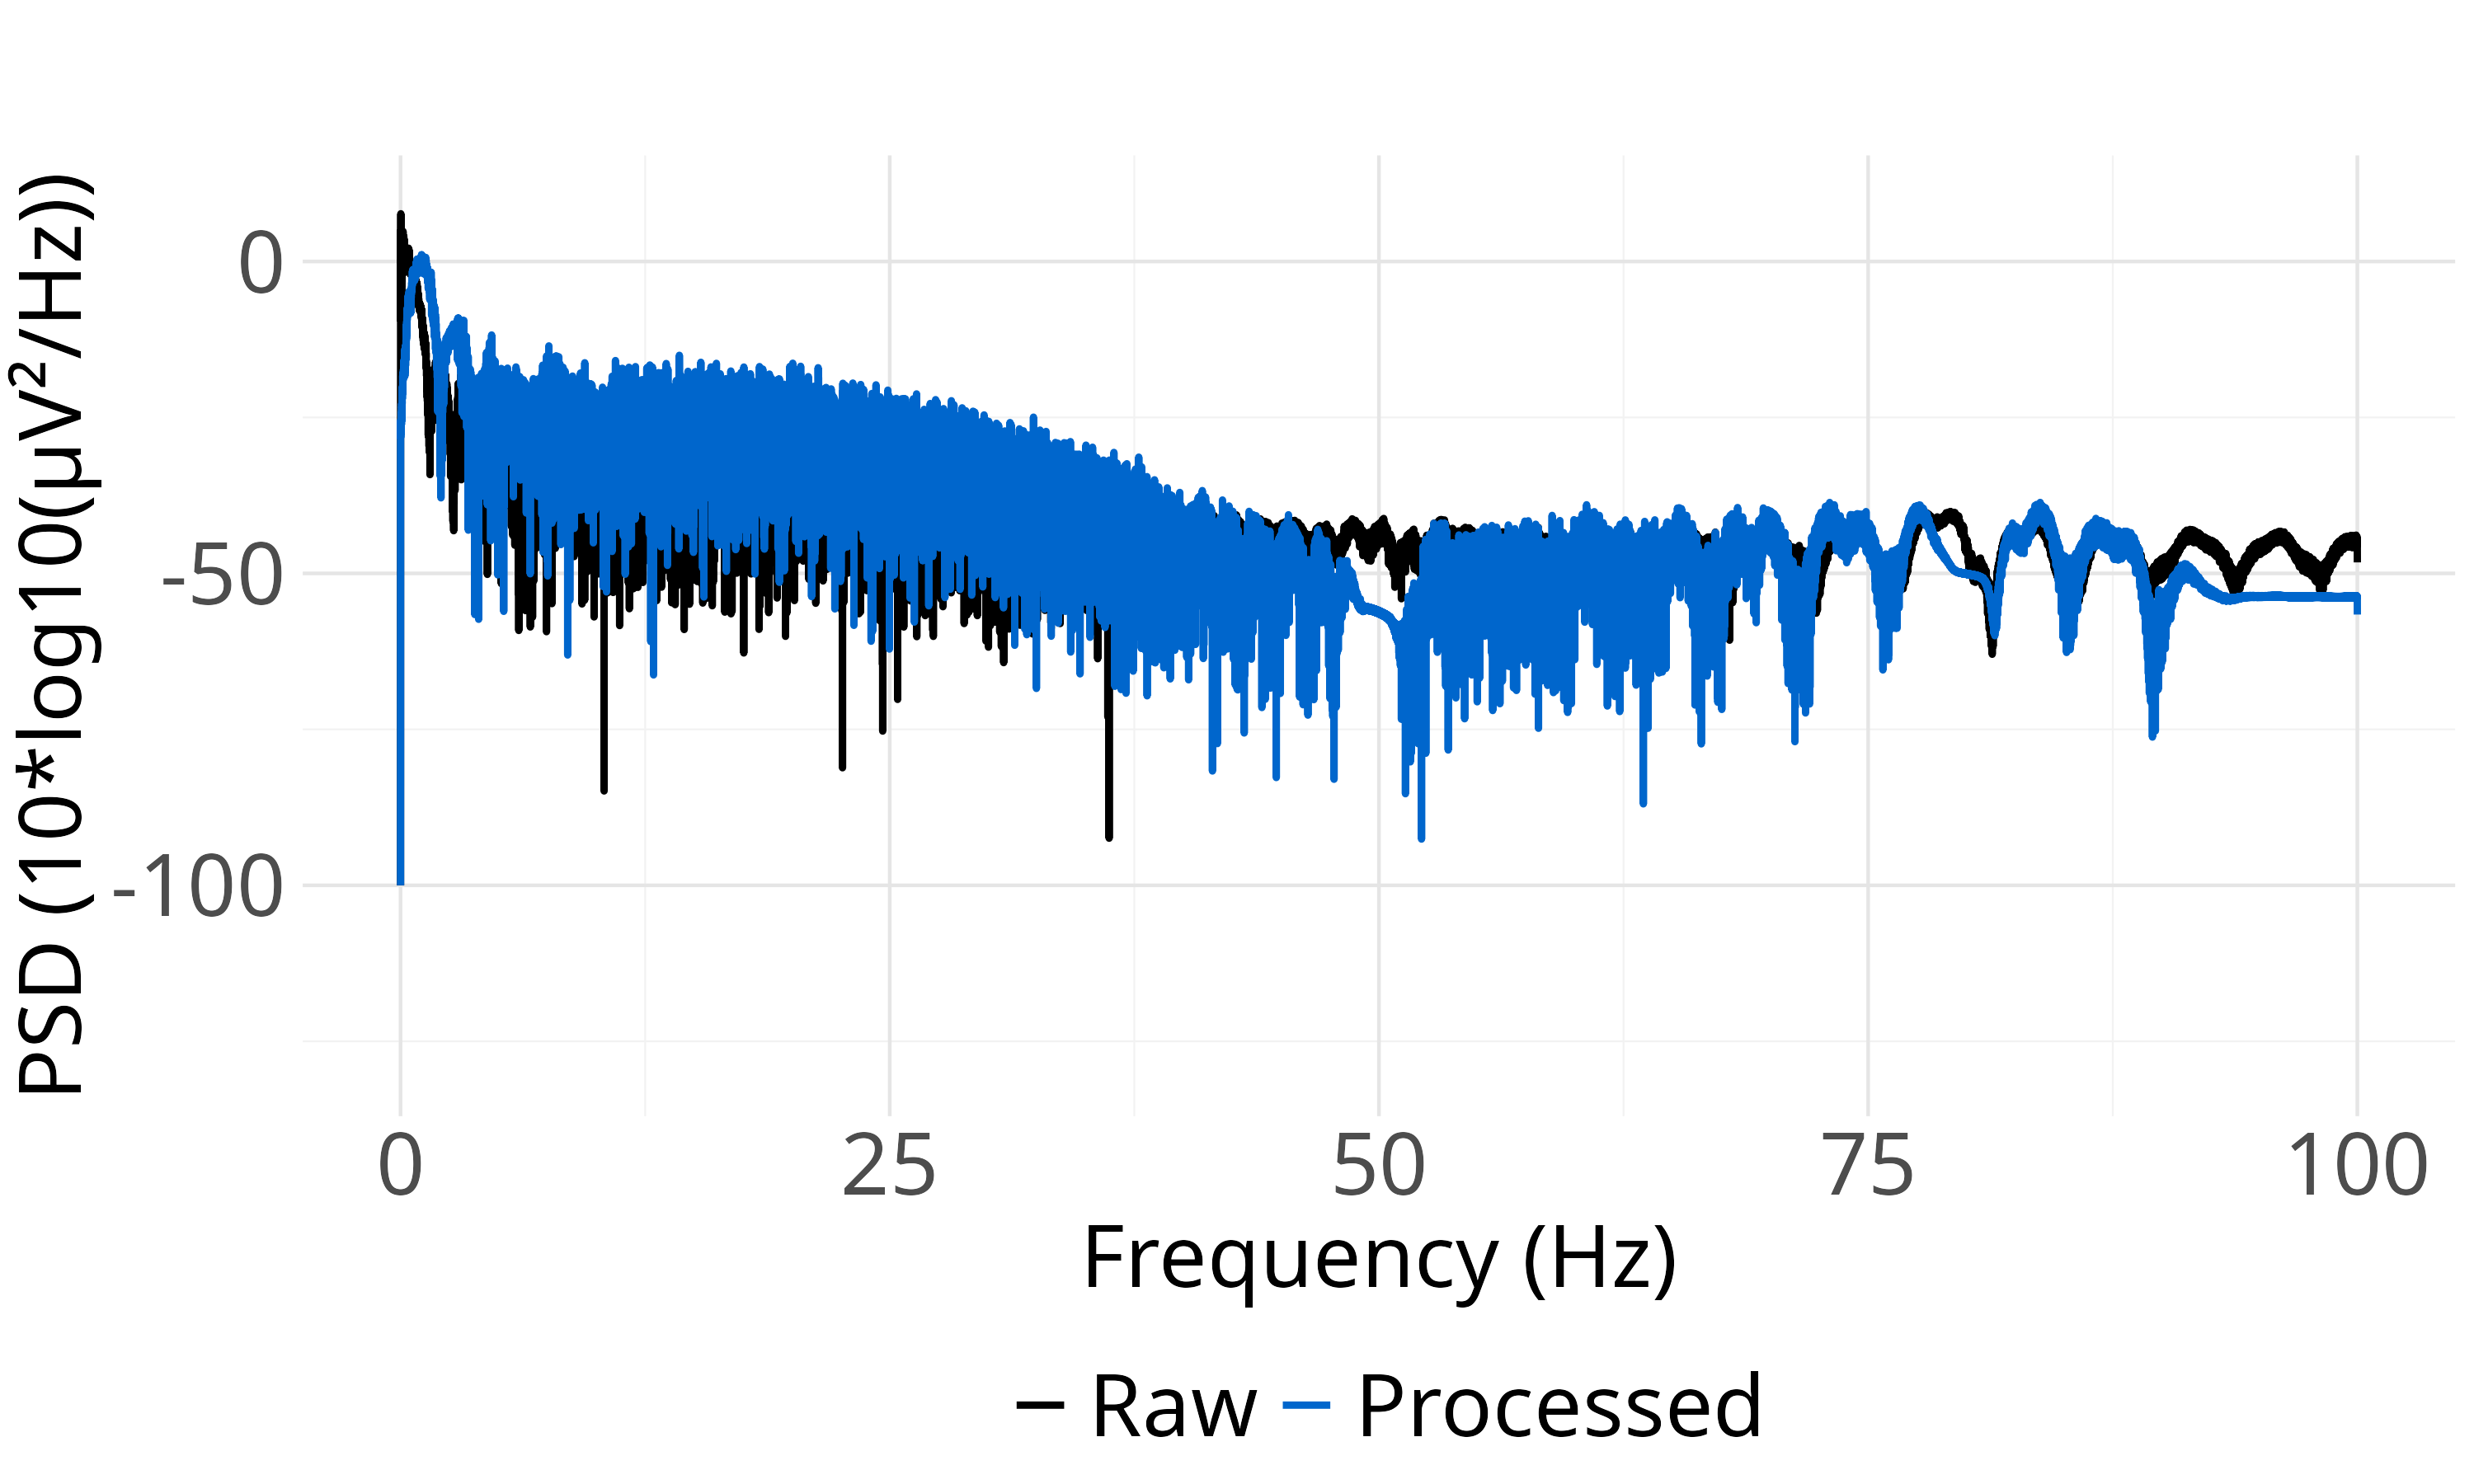 PSD (10*log10(µV²/Hz))
0
-50
-100
0 25 50 75 100
Frequency (Hz)
Raw Processed